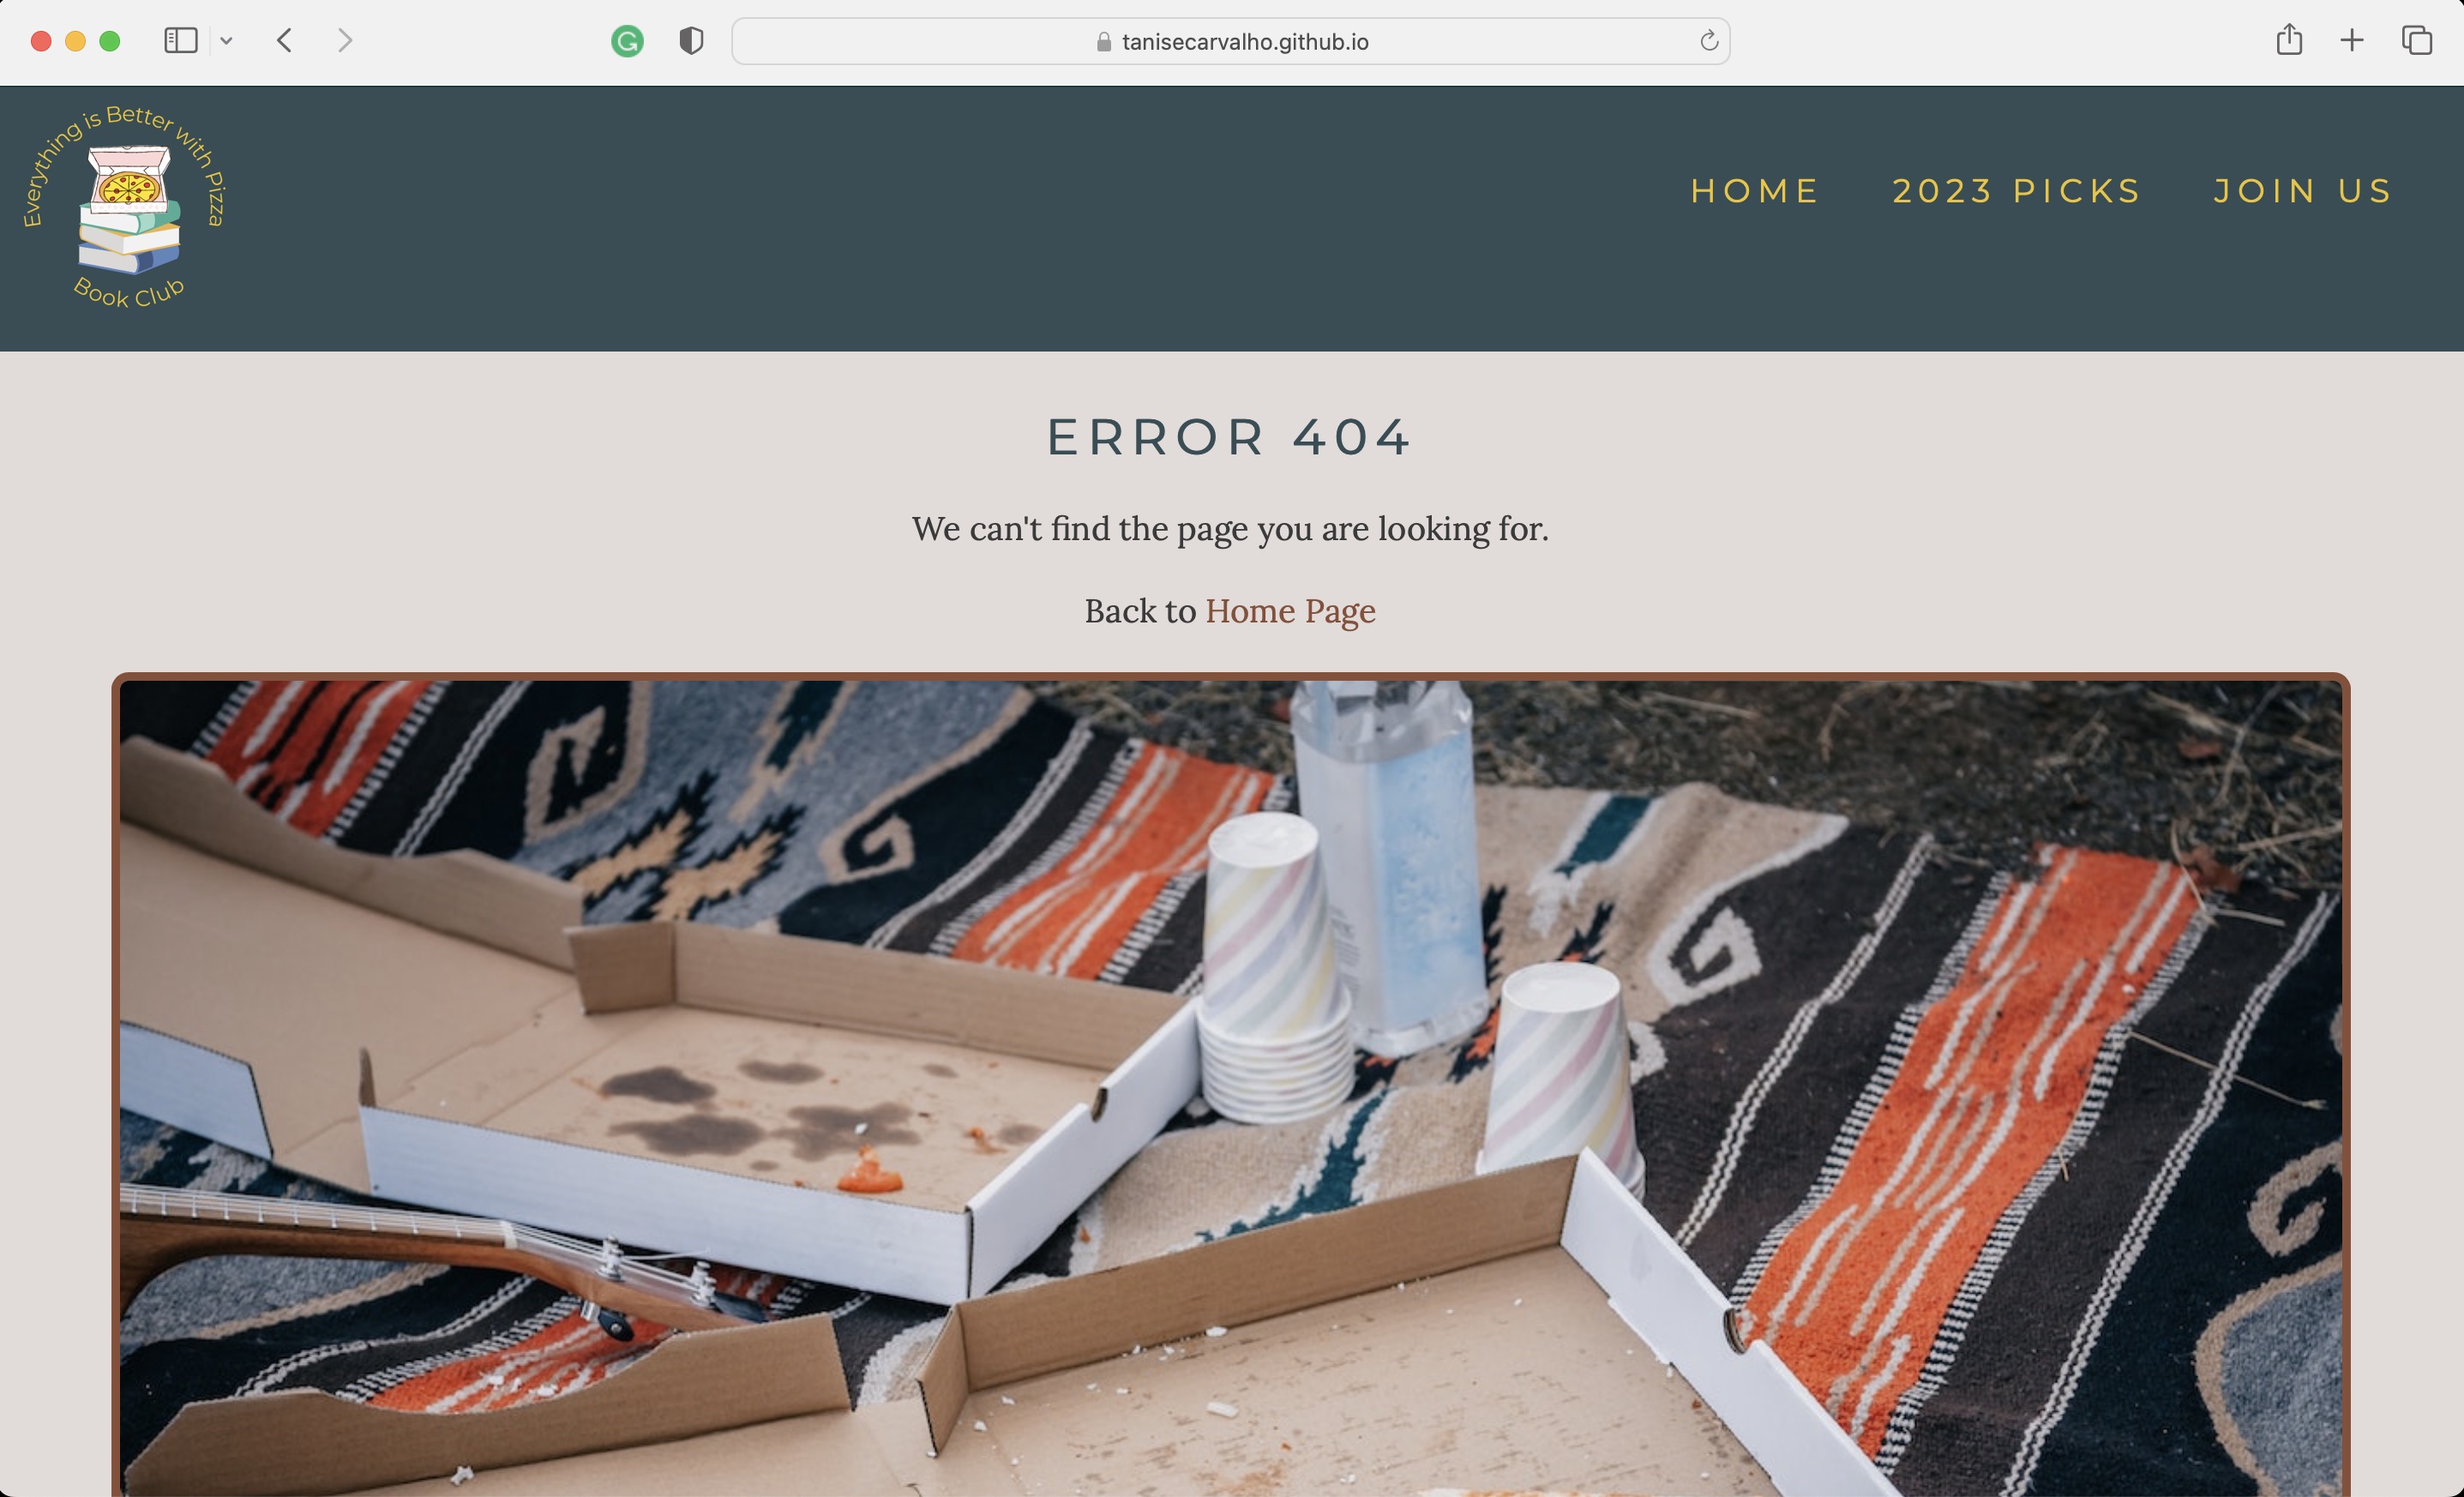 tanisecarvalho.github.io
Everything is Better with Pizza
Book Club
HOME 2023 PICKS JOIN US
ERROR 404
We can't find the page you are looking for.
Back to Home Page